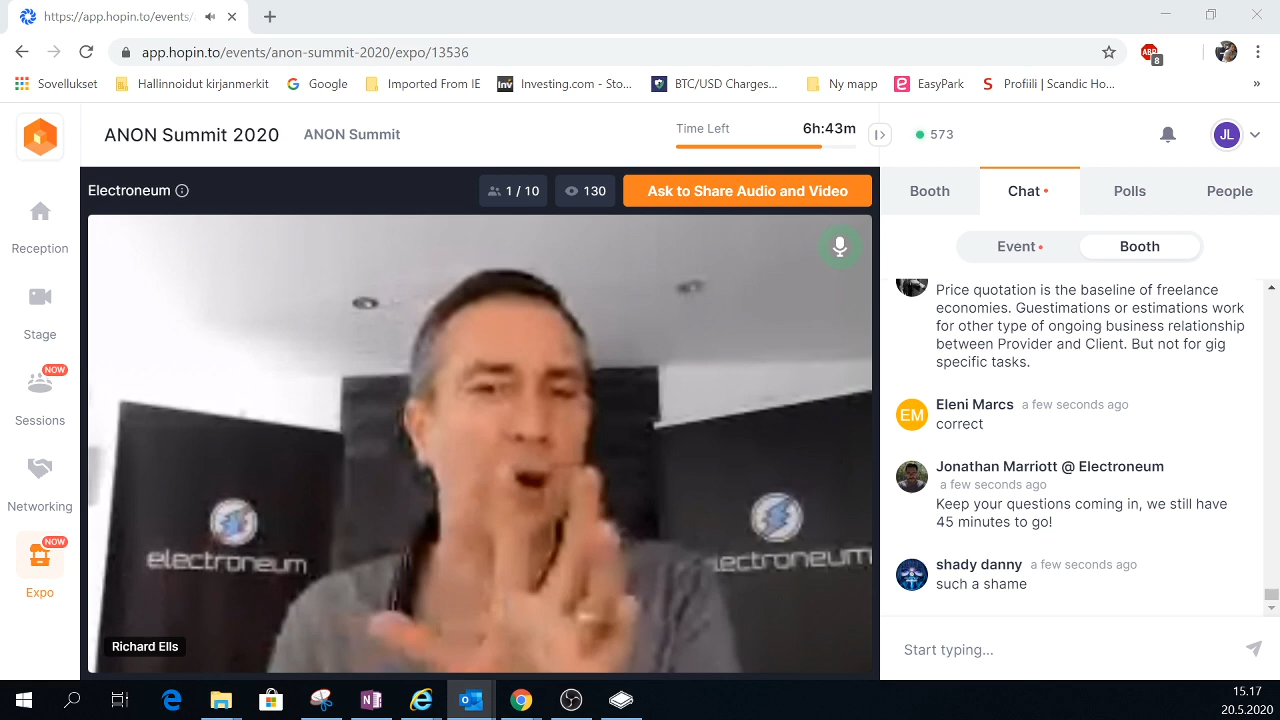 https://app.hopin.to/events/
app.hopin.to/events/anon-summit-2020/expo/13536
ABP
8
Sovellukset
Hallinnoidut kirjanmerkit
Google
Imported From IE
Inv
Investing.com - Sto...
BTC/USD Charges...
Ny mapp
EasyPark
S
Profiili | Scandic Ho...
»
ANON Summit 2020
ANON Summit
Time Left
6h:43m
573
JL
Reception
Stage
NOW
Sessions
Networking
NOW
Expo
Electroneum
1 / 10
130
Ask to Share Audio and Video
electroneum
electroneum
Richard Ells
Booth
Chat
Polls
People
Event
Booth
Price quotation is the baseline of freelance
economies. Guestimations or estimations work
for other type of ongoing business relationship
between Provider and Client. But not for gig
specific tasks.
EM
Eleni Marcs a few seconds ago
correct
Jonathan Marriott @ Electroneum
a few seconds ago
Keep your questions coming in, we still have
45 minutes to go!
shady danny a few seconds ago
such a shame
Start typing...
15.17
20.5.2020